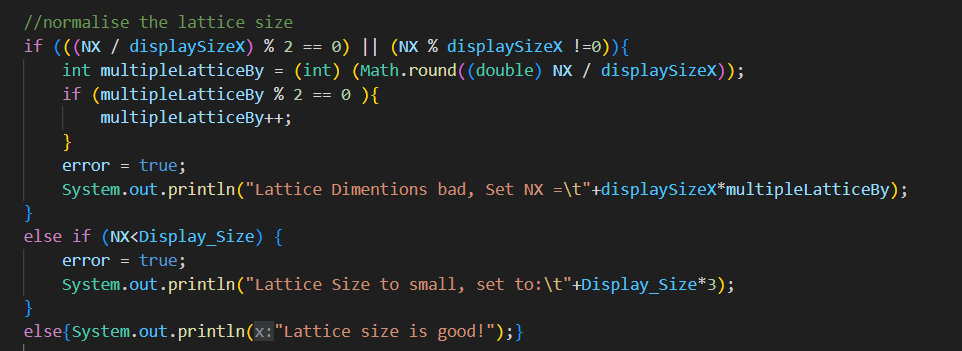 //normalise the lattice size
if (((NX / displaySizeX) % 2 == 0) || (NX % displaySizeX !=0)){
int multipleLatticeBy = (int) (Math.round((double) NX / displaySizeX));
if (multipleLatticeBy % 2 == 0 ){
multipleLatticeBy++;
}
error = true;
System.out.println("Lattice Dimentions bad, Set NX =\t"+displaySizeX*multipleLatticeBy);
}
else if (NX<Display_Size) {
error = true;
System.out.println("Lattice Size to small, set to:\t"+Display_Size*3);
}
else{System.out.println(x:"Lattice size is good!");}